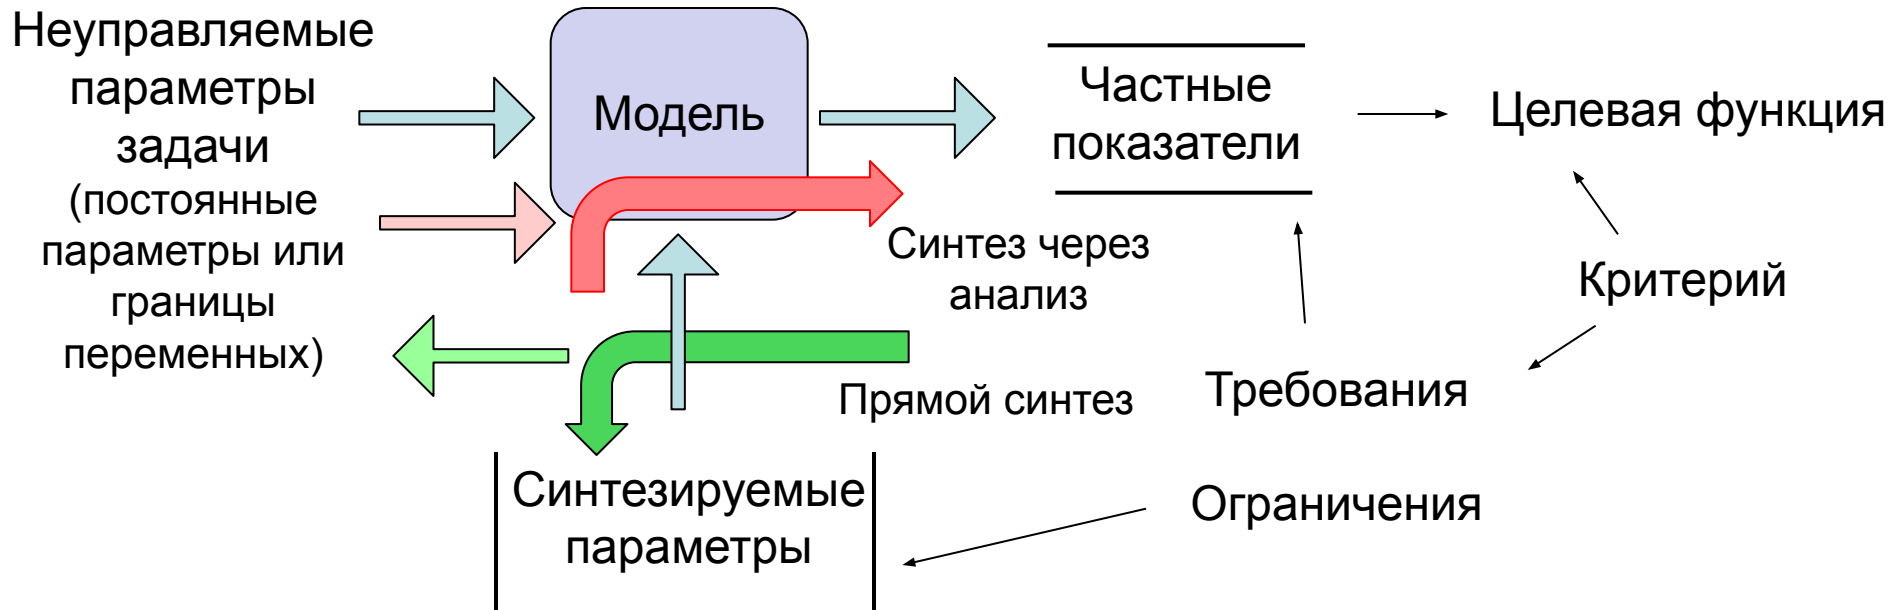 Неуправляемые
параметры
задачи
(постоянные
параметры или
границы
переменных)
Модель
Частные
показатели
Целевая функция
Синтез через
анализ
Критерий
Прямой синтез
Требования
Синтезируемые
параметры
Ограничения